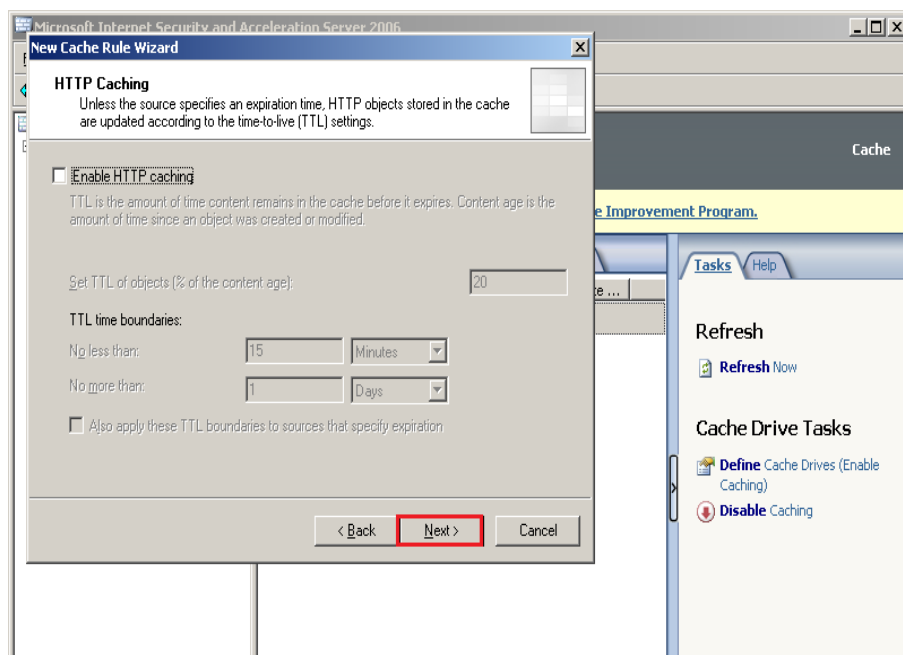 Microsoft Internet Security and Acceleration Server 2006
New Cache Rule Wizard
HTTP Caching
Unless the source specifies an expiration time, HTTP objects stored in the cache
are updated according to the time-to-live (TTL) settings.
Enable HTTP caching
TTL is the amount of time content remains in the cache before it expires. Content age is the
amount of time since an object was created or modified.
Set TTL of objects (% of the content age):
20
TTL time boundaries:
No less than:
15
Minutes
No more than:
1
Days
Also apply these TTL boundaries to sources that specify expiration
< Back
Next >
Cancel
Cache
e Improvement Program.
Tasks
Help
Refresh
Refresh Now
Cache Drive Tasks
Define Cache Drives (Enable
Caching)
Disable Caching